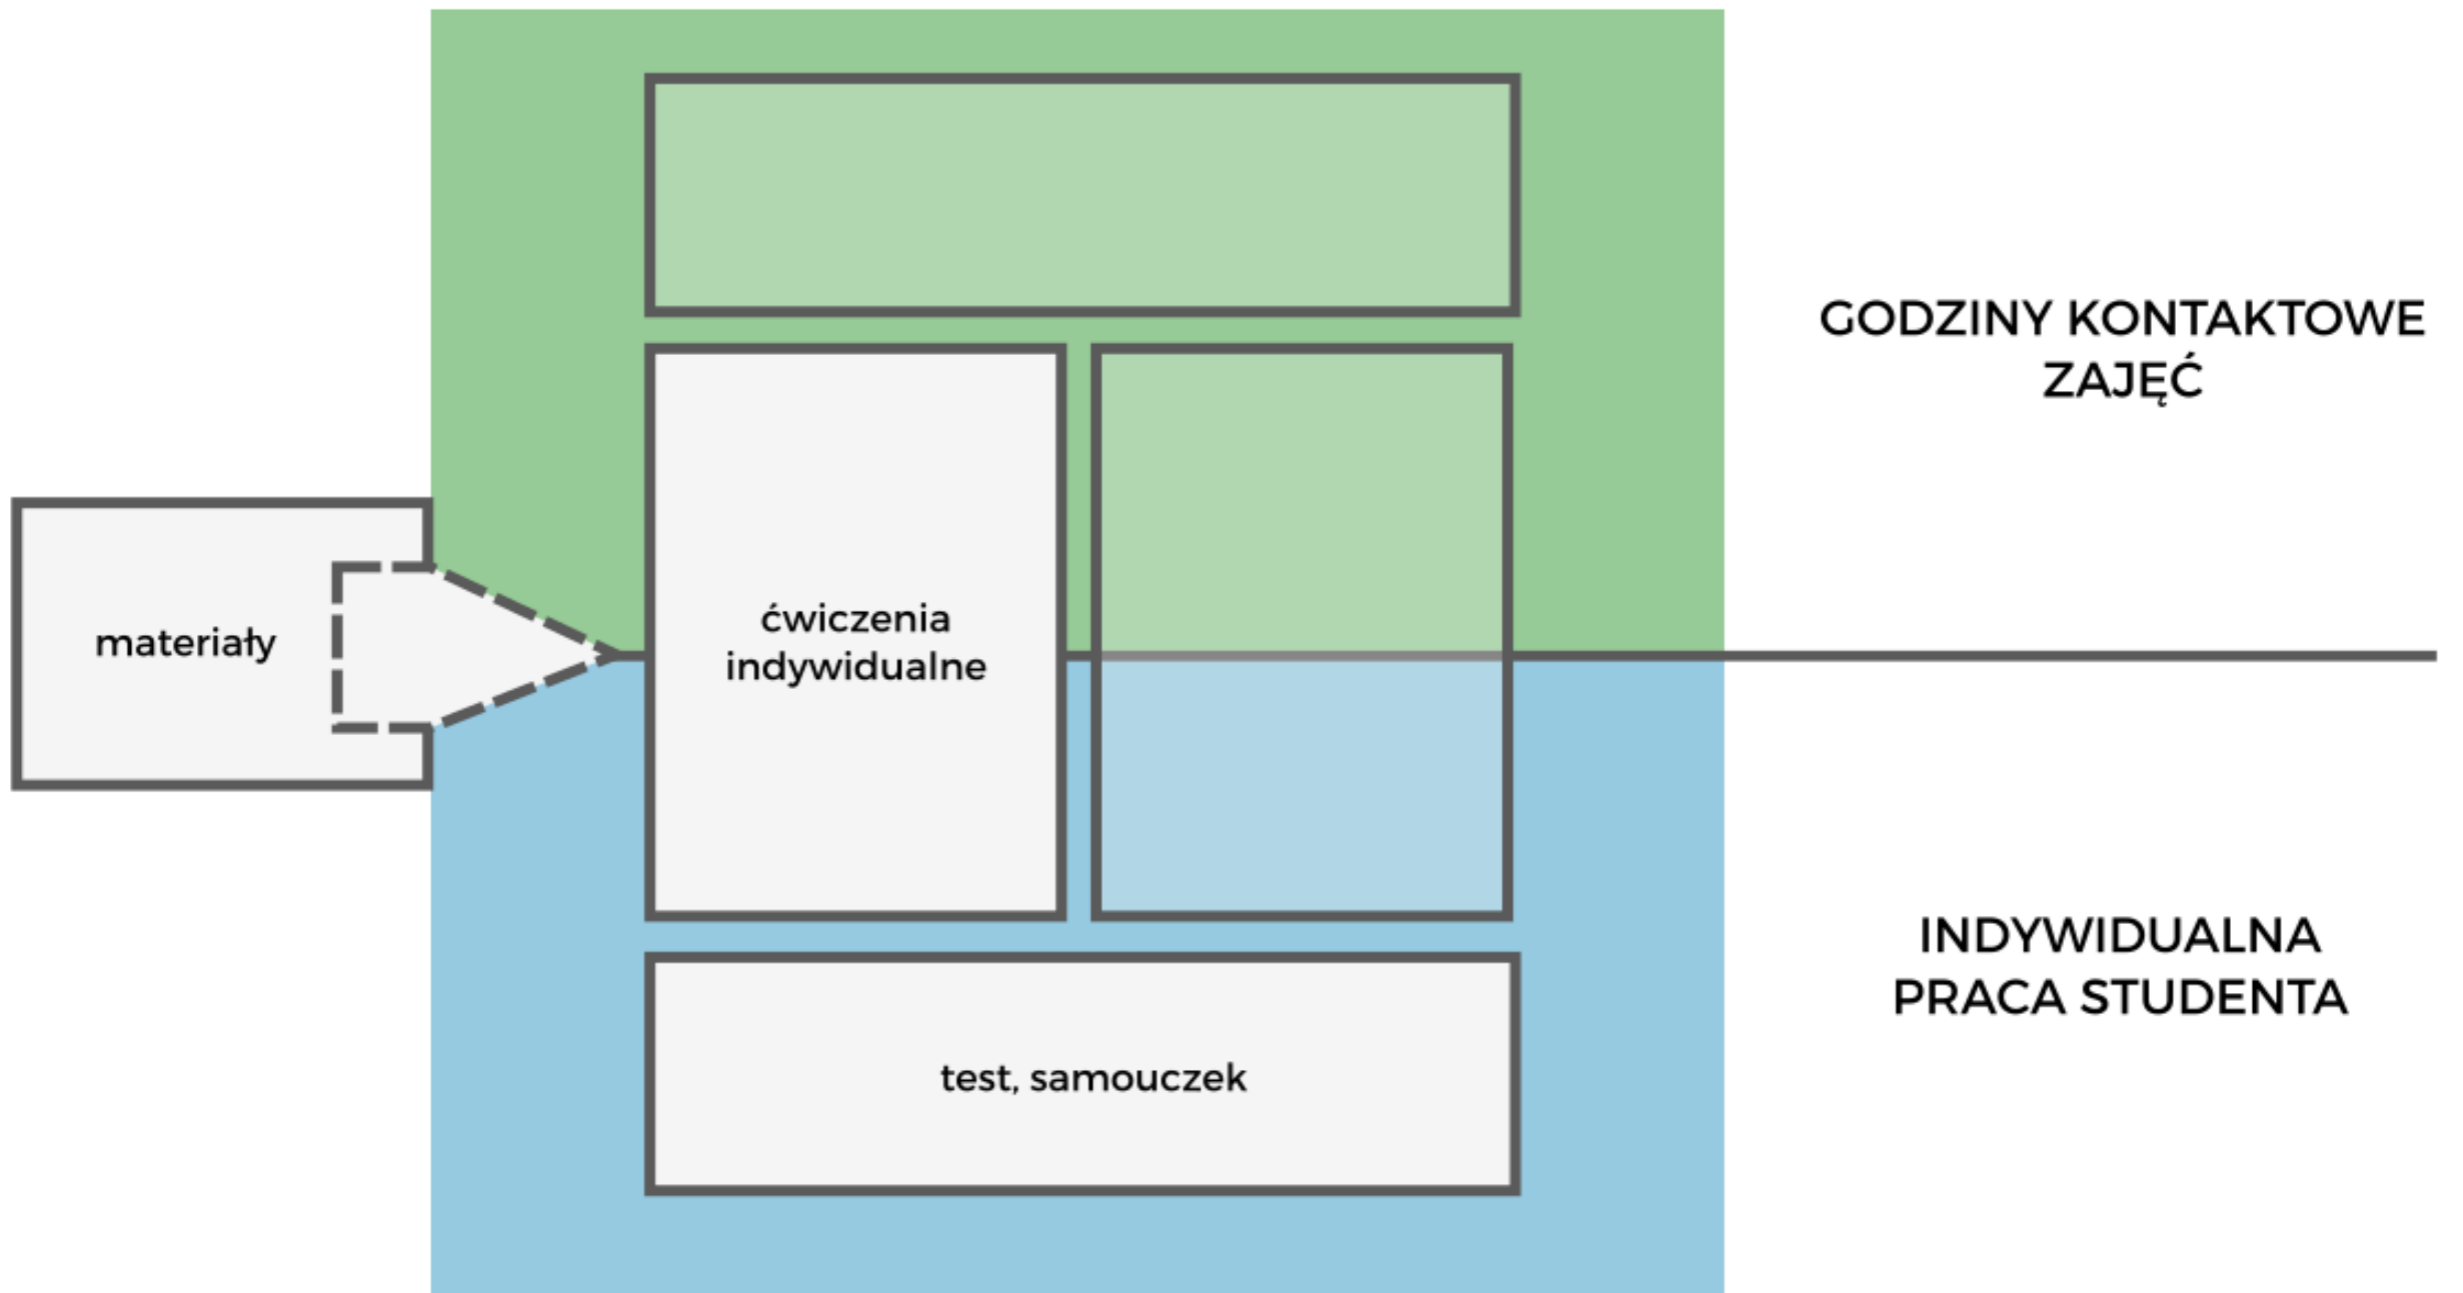 GODZINY KONTAKTOWE
ZAJĘĆ
materiały
ćwiczenia
indywidualne
INDYWIDUALNA
PRACA STUDENTA
test, samouczek